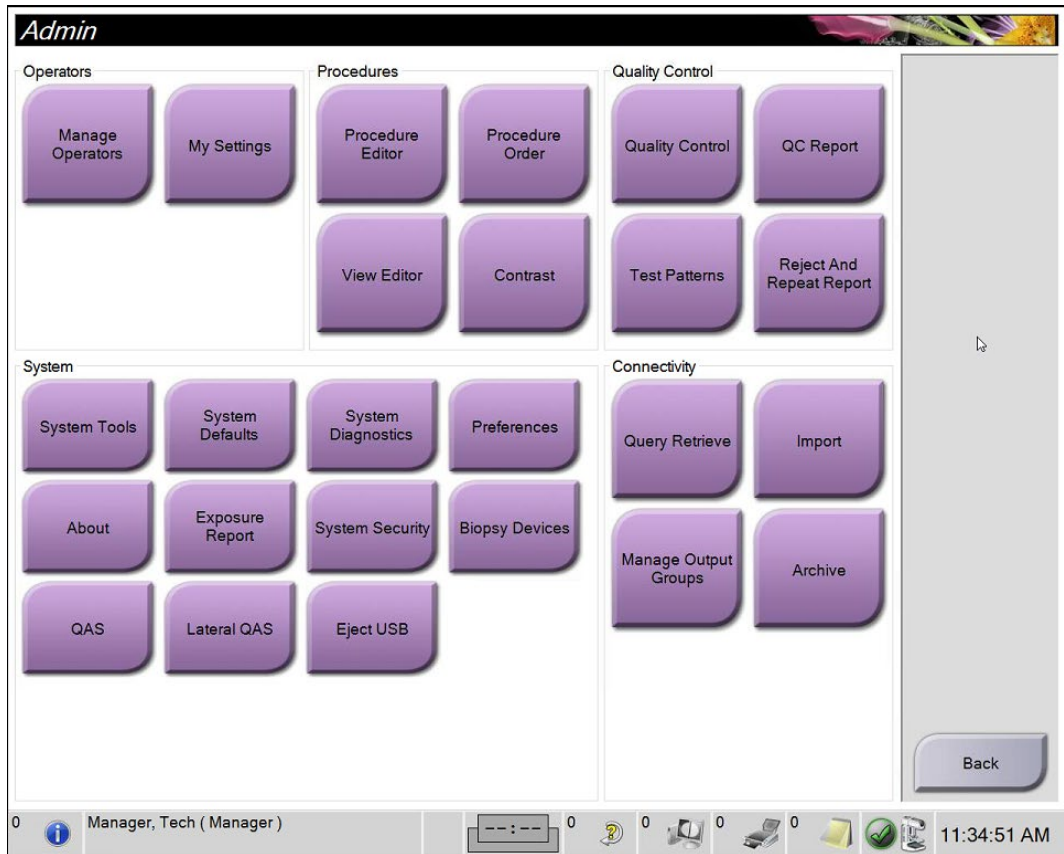 Admin
Operators
Manage
Operators
My Settings
Procedures
Procedure
Editor
Procedure
Order
View Editor
Contrast
Quality Control
Quality Control
QC Report
Test Patterns
Reject And
Repeat Report
System
System Tools
System
Defaults
System
Diagnostics
Preferences
About
Exposure
Report
System Security
Biopsy Devices
QAS
Lateral QAS
Eject USB
Connectivity
Query Retrieve
Import
Manage Output
Groups
Archive
Back
0
Manager, Tech ( Manager )
--:--
0
0
0
0
11:34:51 AM